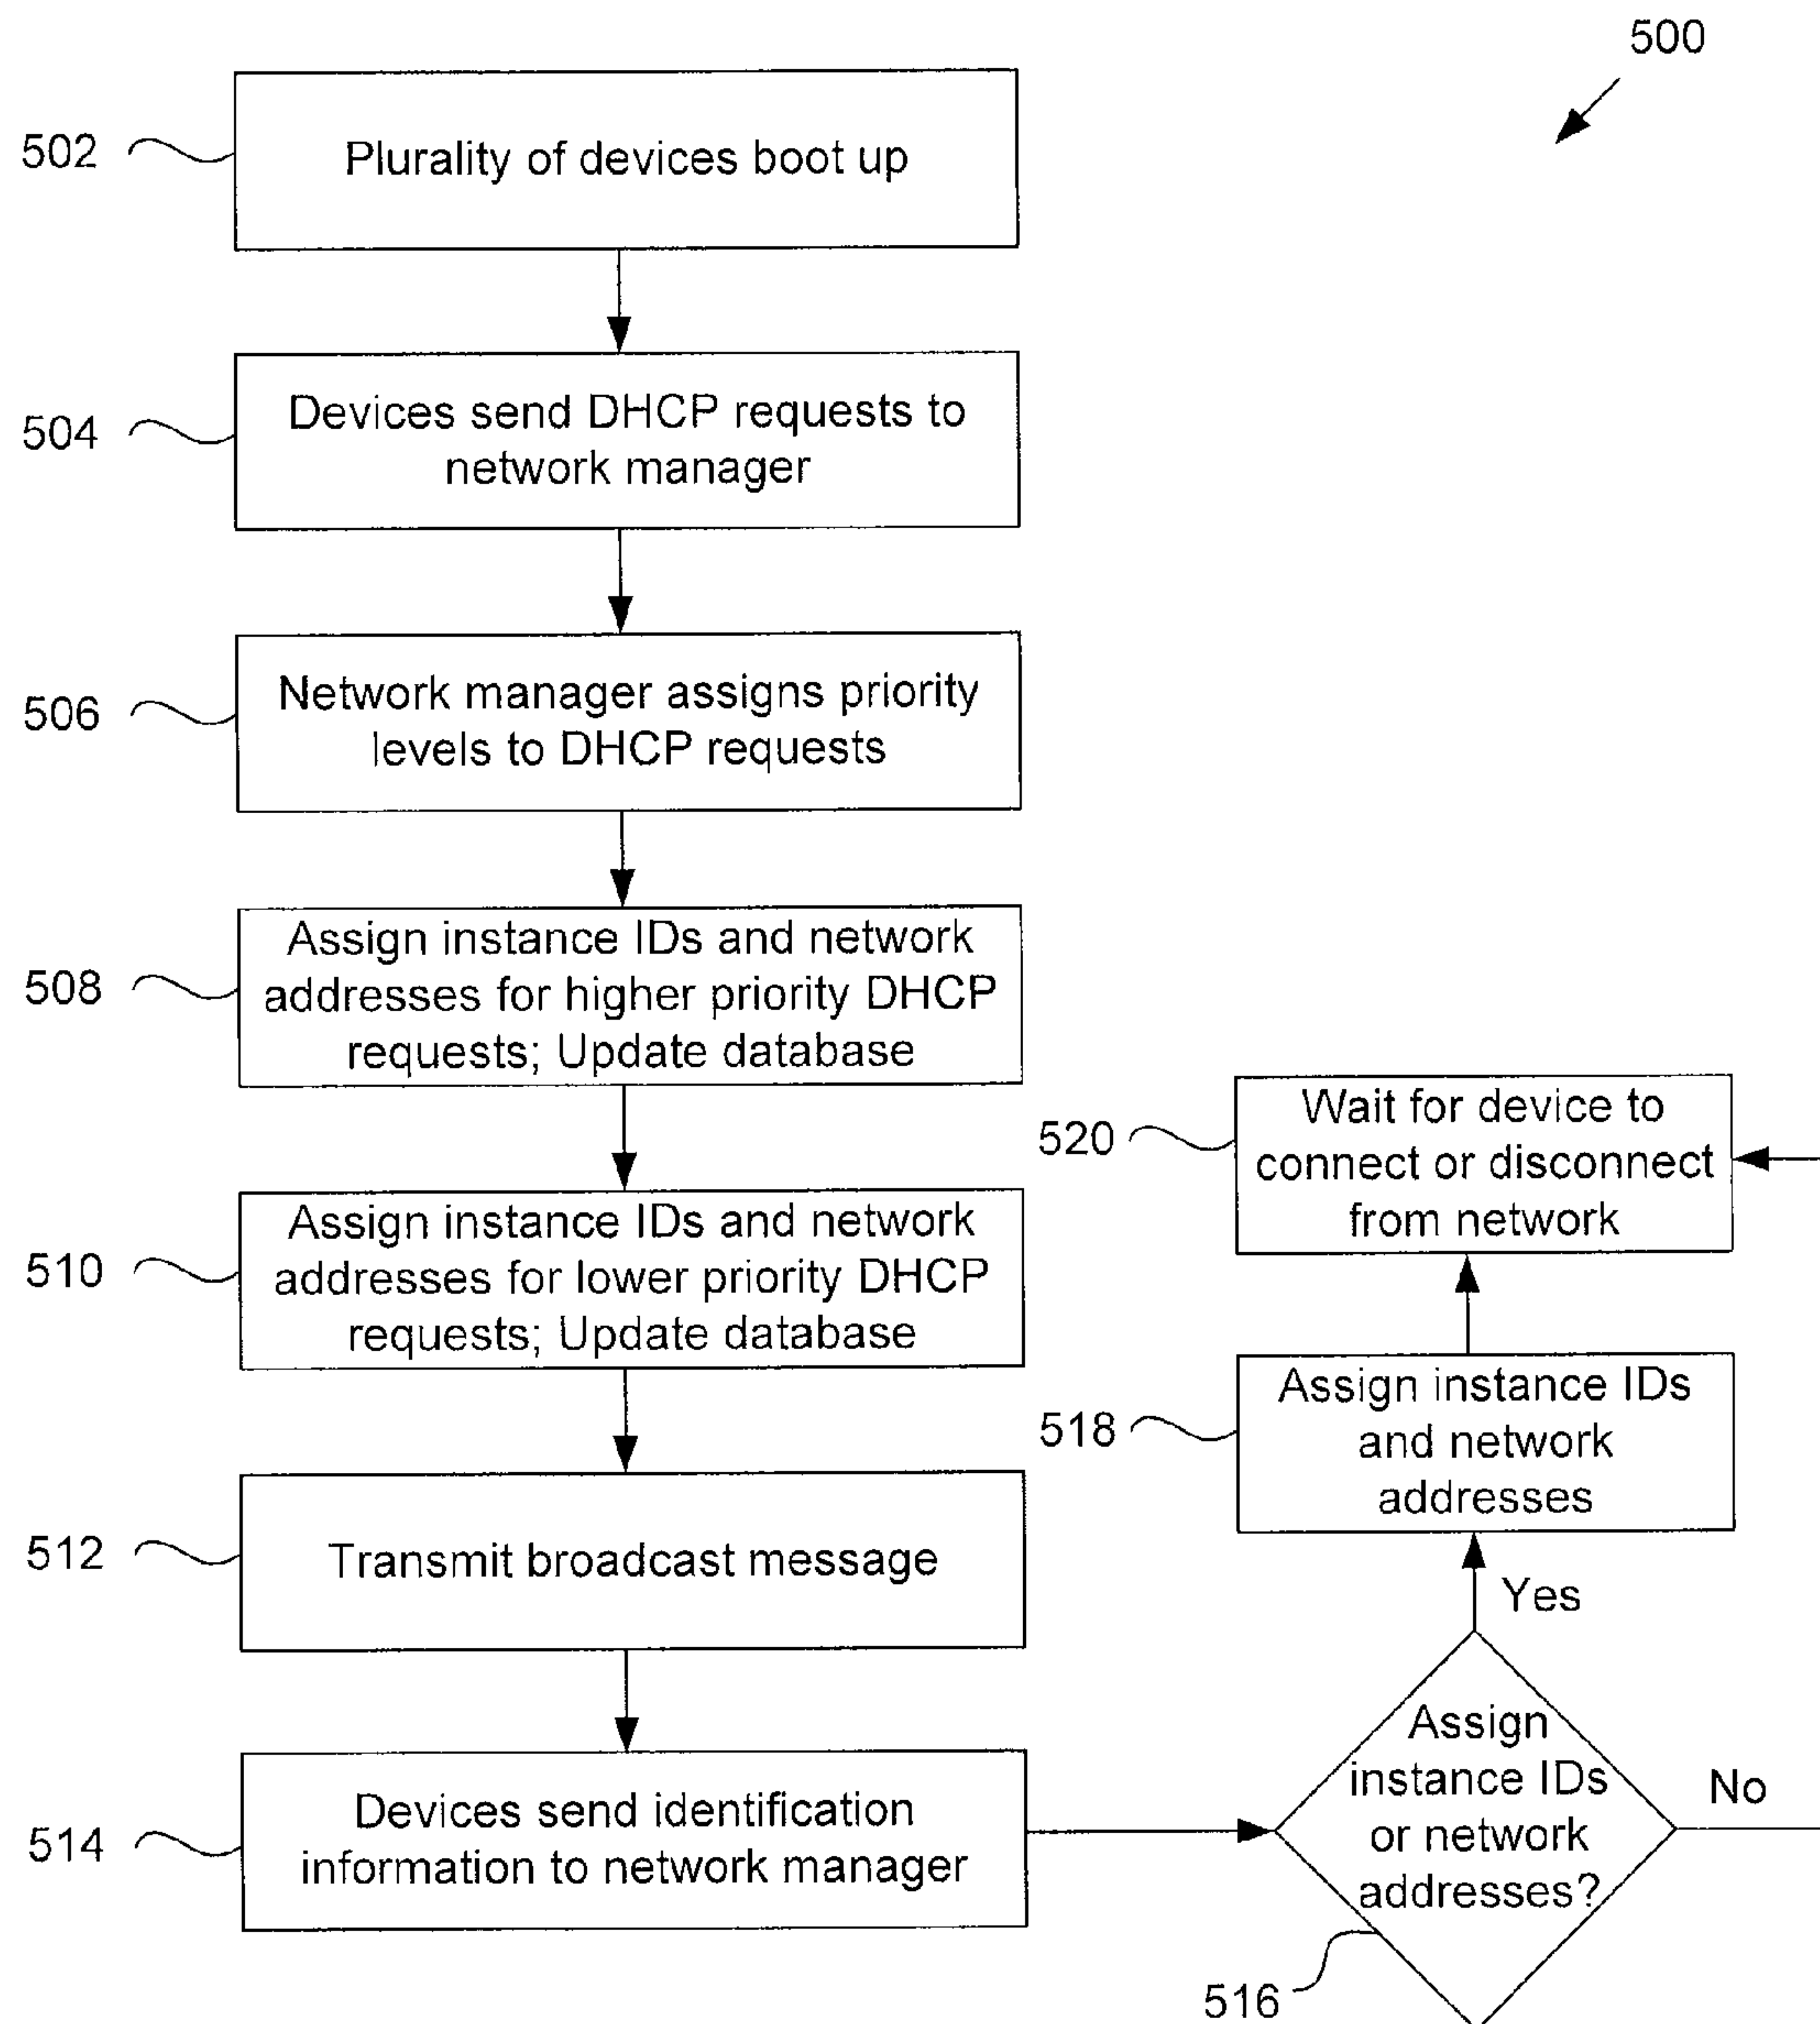 500
502
Plurality of devices boot up
504
Devices send DHCP requests to
network manager
506
Network manager assigns priority
levels to DHCP requests
508
Assign instance IDs and network
addresses for higher priority DHCP
requests; Update database
510
Assign instance IDs and network
addresses for lower priority DHCP
requests; Update database
512
Transmit broadcast message
514
Devices send identification
information to network manager
516
Assign
instance IDs
or network
addresses?
No
Yes
518
Assign instance IDs
and network
addresses
520
Wait for device to
connect or disconnect
from network